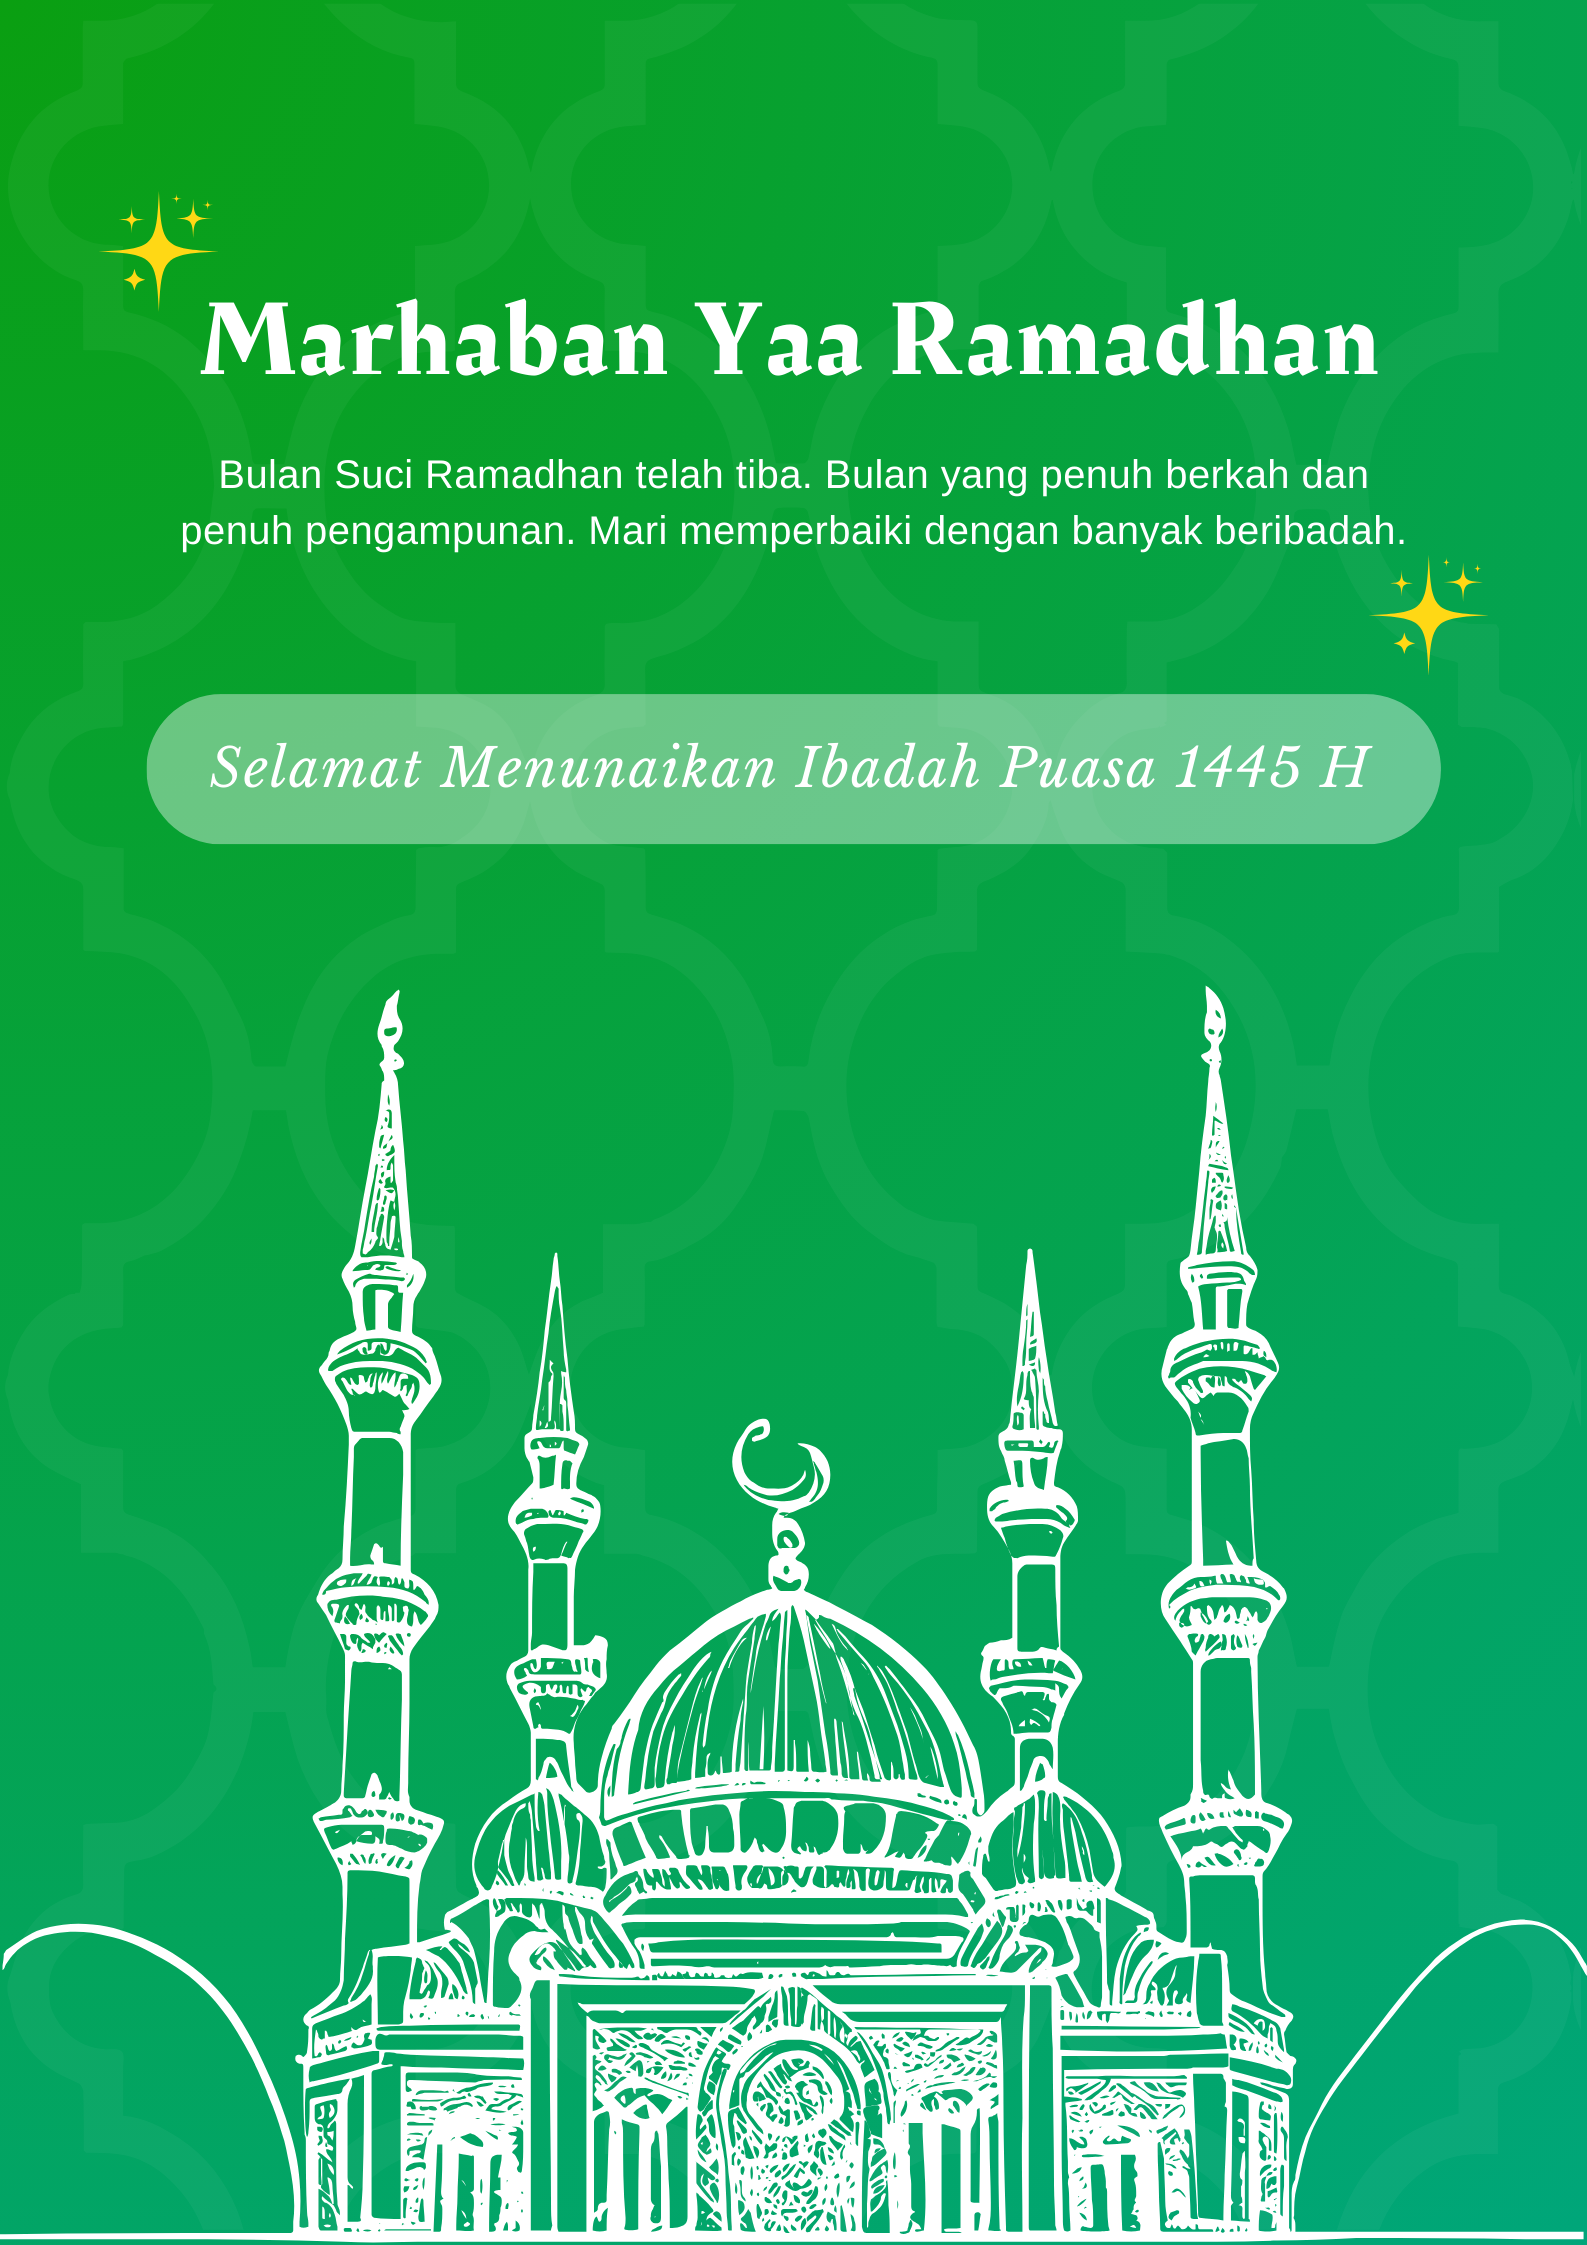 Marhaban Yaa Ramadhan
Bulan Suci Ramadhan telah tiba. Bulan yang penuh berkah dan
penuh pengampunan. Mari memperbaiki dengan banyak beribadah.
Selamat Menunaikan Ibadah Puasa 1445 H